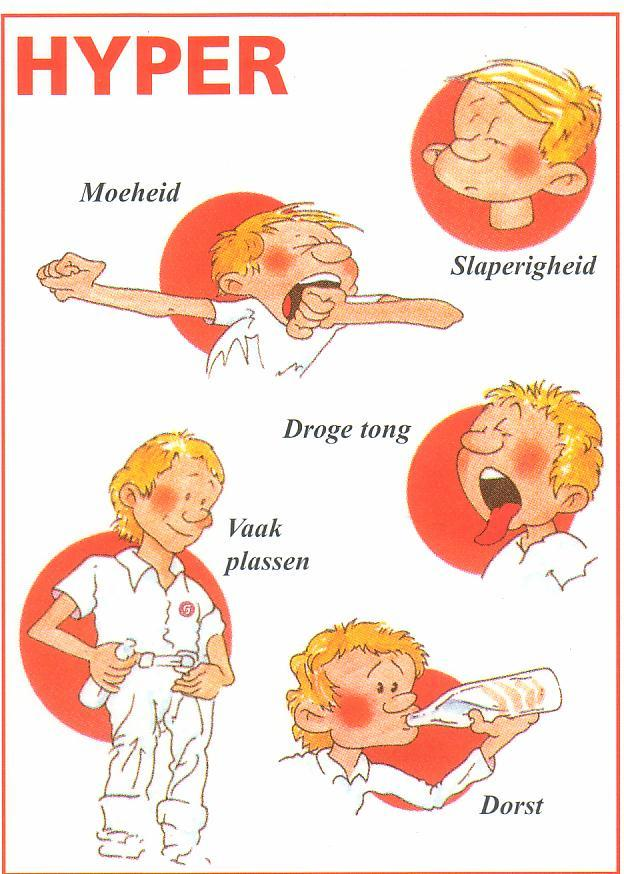 HYPER
Moeheid
Slaperigheid
Droge tong
Vaak
plassen
Dorst